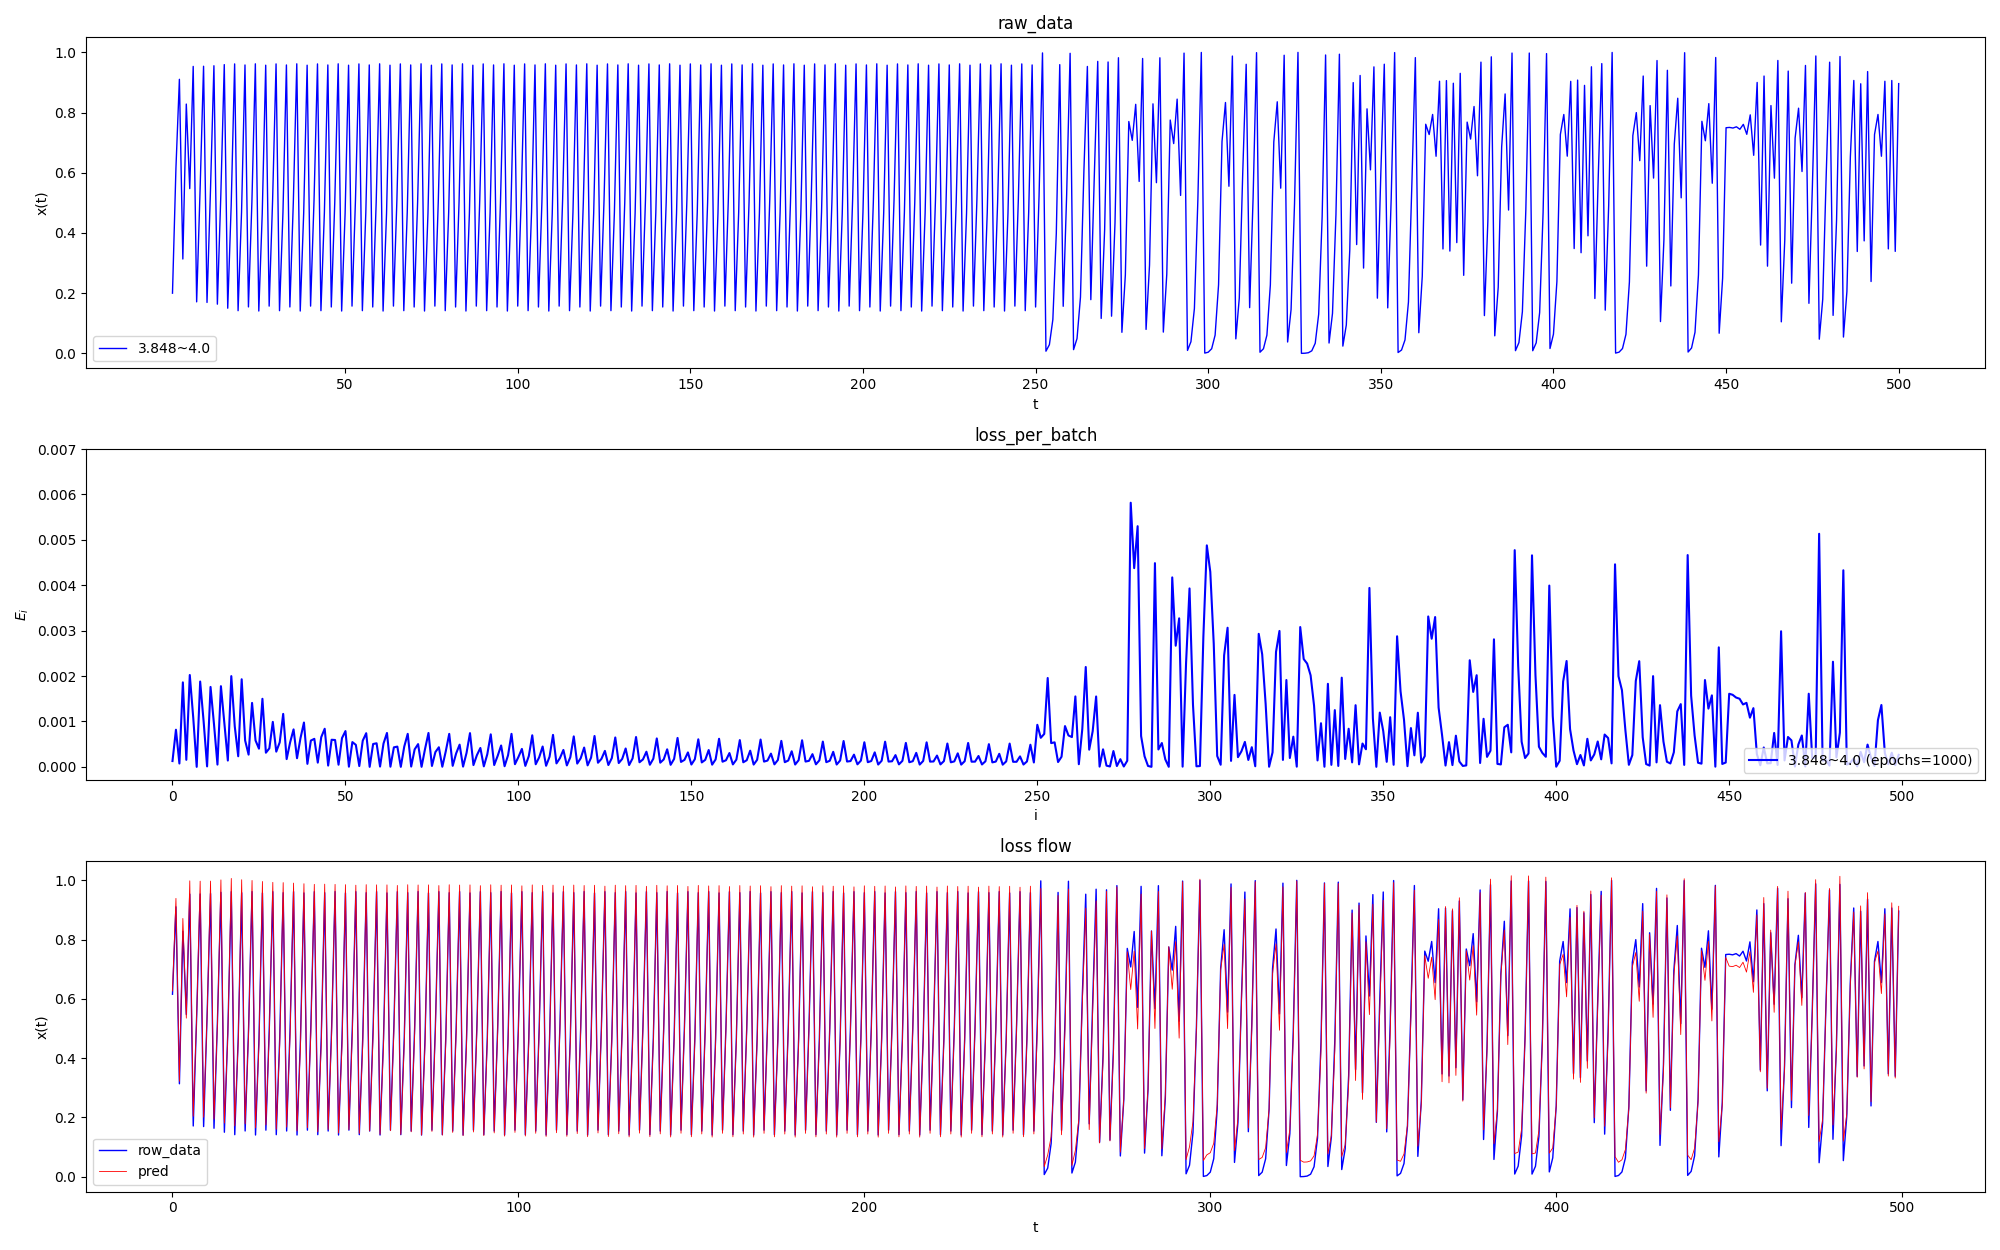 raw_data
1.0
0.8
0.6
0.4
0.2
0.0
x(t)
3.848~4.0
50 100 150 200 250 300 350 400 450 500
t
loss_per_batch
0.007
0.006
0.005
0.004
0.003
0.002
0.001
0.000
E_i
3.848~4.0 (epochs=1000)
0 50 100 150 200 250 300 350 400 450 500
i
loss flow
1.0
0.8
0.6
0.4
0.2
0.0
x(t)
row_data
pred
0 100 200 300 400 500
t